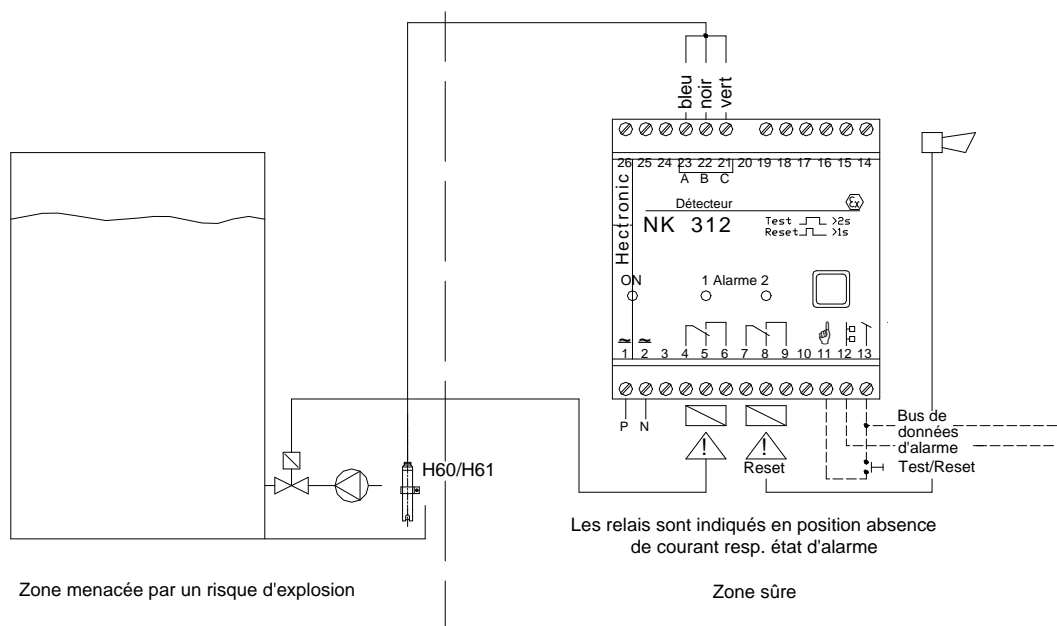 bleu
noir
vert
26 25 24 23 22 21 20 19 18 17 16 15 14
A B C
Hectronic
Détecteur
Ex
NK 312
Test >2s
Reset >1s
ON
1 Alarme 2
1 2 3 4 5 6 7 8 9 10 11 12 13
P N
!
!
Reset
Bus de
données
d'alarme
Test/Reset
H60/H61
Les relais sont indiqués en position absence
de courant resp. état d'alarme
Zone menacée par un risque d'explosion
Zone sûre